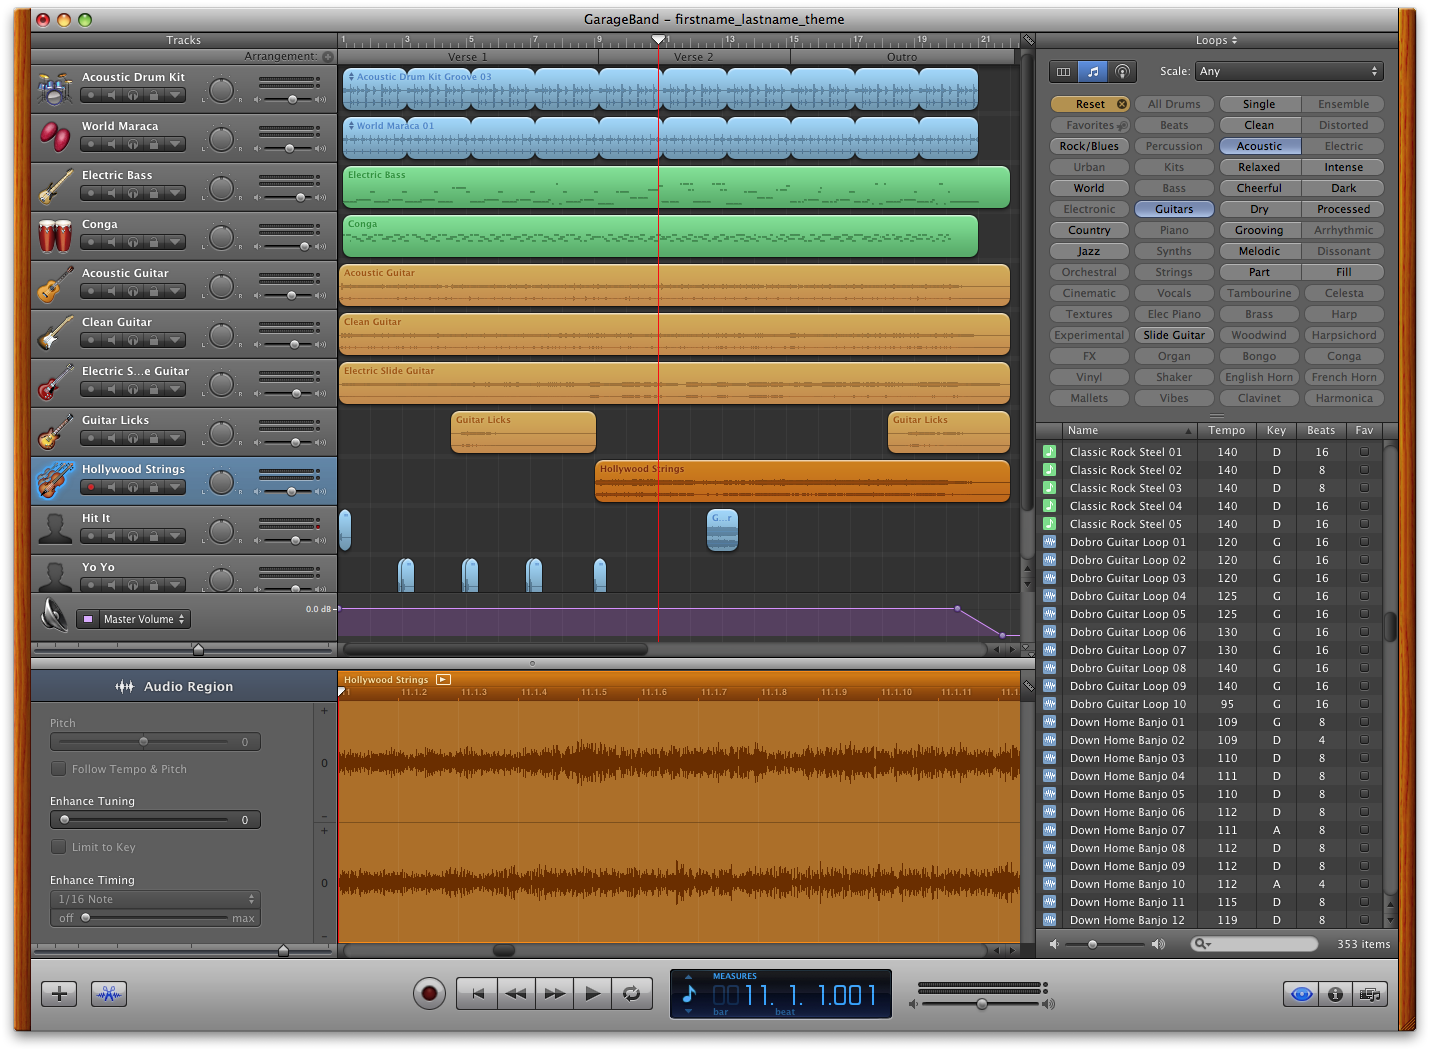 GarageBand – firstname_lastname_theme
Tracks
1 3 5 7 9 1 13 15 17 19 21
Loops
Arrangement:
Verse 1 Verse 2 Outro
Acoustic Drum Kit
World Maraca
Electric Bass
Conga
Acoustic Guitar
Clean Guitar
Electric S...e Guitar
Guitar Licks
Hollywood Strings
Hit It
Yo Yo
Master Volume
0.0 dB
Acoustic Drum Kit Groove 03
World Maraca 01
Electric Bass
Conga
Acoustic Guitar
Clean Guitar
Electric Slide Guitar
Guitar Licks Guitar Licks
Hollywood Strings
G...r
Scale: Any
Reset All Drums Single Ensemble
Favorites Beats Clean Distorted
Rock/Blues Percussion Acoustic Electric
Urban Kits Relaxed Intense
World Bass Cheerful Dark
Electronic Guitars Dry Processed
Country Piano Grooving Arrhythmic
Jazz Synths Melodic Dissonant
Orchestral Strings Part Fill
Cinematic Vocals Tambourine Celesta
Textures Elec Piano Brass Harp
Experimental Slide Guitar Woodwind Harpsichord
FX Organ Bongo Conga
Vinyl Shaker English Horn French Horn
Mallets Vibes Clavinet Harmonica
Name Tempo Key Beats Fav
Classic Rock Steel 01 140 D 16
Classic Rock Steel 02 140 D 8
Classic Rock Steel 03 140 D 8
Classic Rock Steel 04 140 D 16
Classic Rock Steel 05 140 D 16
Dobro Guitar Loop 01 120 G 16
Dobro Guitar Loop 02 120 G 16
Dobro Guitar Loop 03 120 G 8
Dobro Guitar Loop 04 125 G 16
Dobro Guitar Loop 05 125 G 16
Dobro Guitar Loop 06 130 G 16
Dobro Guitar Loop 07 130 G 16
Dobro Guitar Loop 08 140 G 16
Dobro Guitar Loop 09 140 G 16
Dobro Guitar Loop 10 95 G 16
Down Home Banjo 01 109 G 8
Down Home Banjo 02 109 D 4
Down Home Banjo 03 110 D 8
Down Home Banjo 04 111 D 8
Down Home Banjo 05 110 D 8
Down Home Banjo 06 112 D 8
Down Home Banjo 07 111 A 8
Down Home Banjo 08 112 D 8
Down Home Banjo 09 112 D 8
Down Home Banjo 10 112 A 4
Down Home Banjo 11 115 D 8
Down Home Banjo 12 119 D 8
353 items
Audio Region
Pitch
0
Follow Tempo & Pitch
Enhance Tuning
0
Limit to Key
Enhance Timing
1/16 Note
off max
Hollywood Strings
1 11.1.2 11.1.3 11.1.4 11.1.5 11.1.6 11.1.7 11.1.8 11.1.9 11.1.10 11.1.11 11.1
0
0
MEASURES
11. 1. 1.001
bar beat